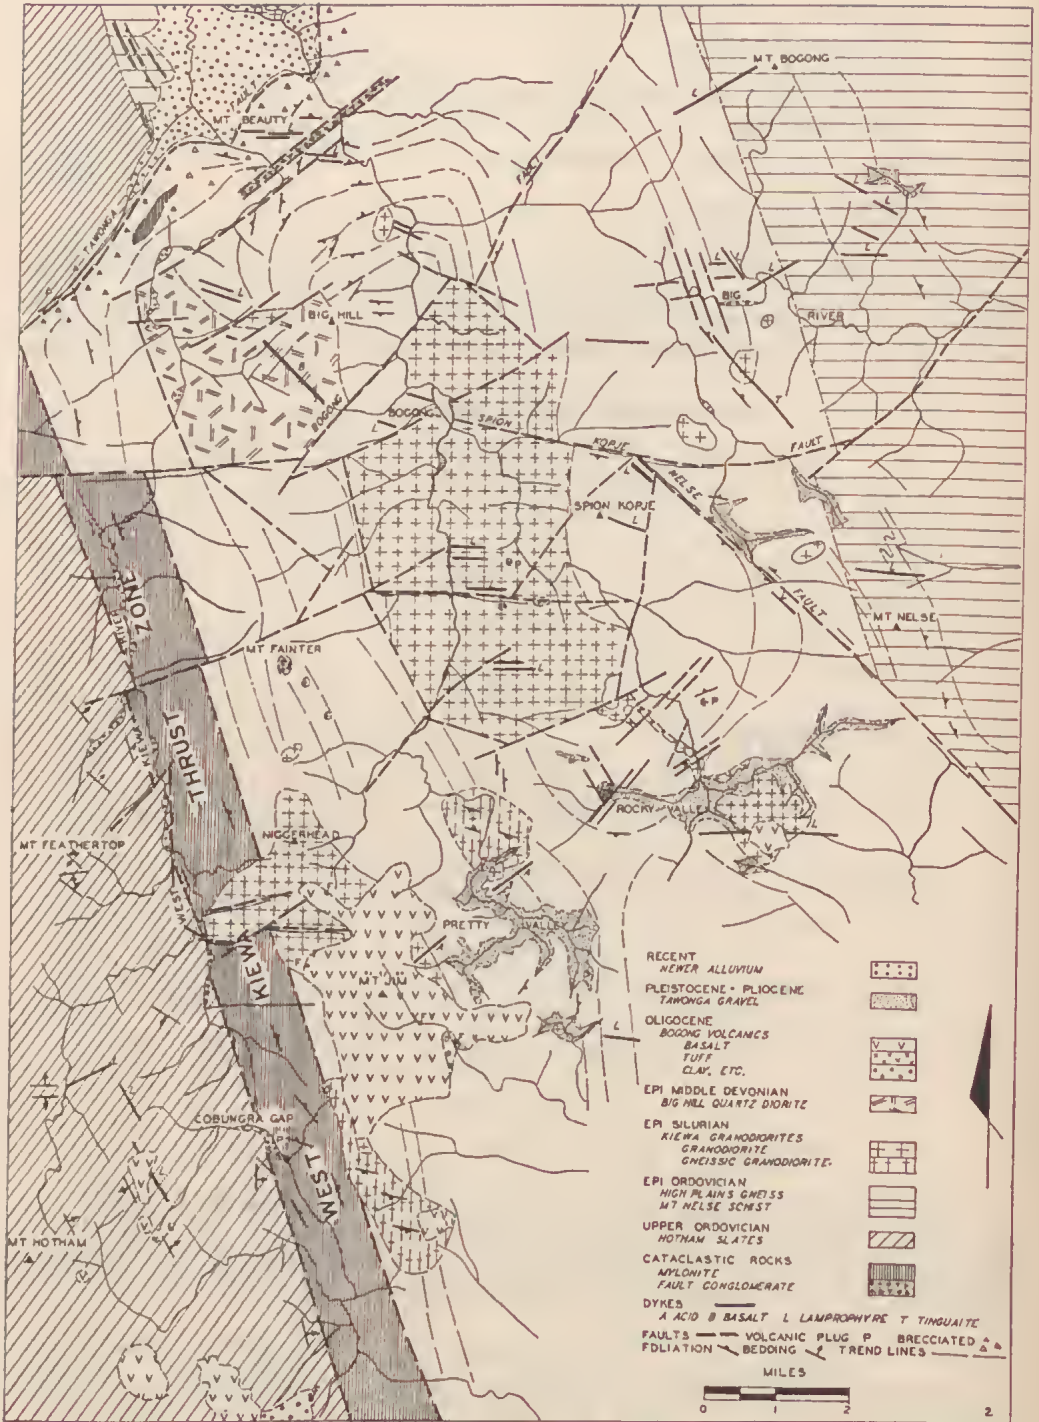 MT BOGONG
FAULT
MT BEAUTY
L
FAULT
L
TAWONGA
L
L
L
BIG
RIVER
BIG HILL
BOGONG
BOGONG
SPION
KOPJE
FAULT
T
NELSE
SPION KOPJE
L
L
FAULT
ZONE
RIVER
MT NELSE
MT FAINTER
L
KIEWA
THRUST
ROCKY VALLEY
L
NIGGERHEAD
MT FEATHERTOP
WEST
PRETTY VALLEY
KIEWA
MT JIM
L
COBUNGRA GAP
WEST
MT HOTHAM
RECENT
NEWER ALLUVIUM
PLEISTOCENE - PLIOCENE
TAWONGA GRAVEL
OLIGOCENE
BOGONG VOLCANICS
BASALT
TUFF
CLAY, ETC.
EPI MIDDLE DEVONIAN
BIG HILL QUARTZ DIORITE
EPI SILURIAN
KIEWA GRANODIORITES
GRANODIORITE
GNEISSIC GRANODIORITE.
EPI ORDOVICIAN
HIGH PLAINS GNEISS
MT NELSE SCHIST
UPPER ORDOVICIAN
HOTHAM SLATES
CATACLASTIC ROCKS
MYLONITE
FAULT CONGLOMERATE
DYKES
A ACID B BASALT L LAMPROPHYRE T TINGUAITE
FAULTS VOLCANIC PLUG P BRECCIATED
FOLIATION BEDDING TREND LINES
MILES
0 1 2
2